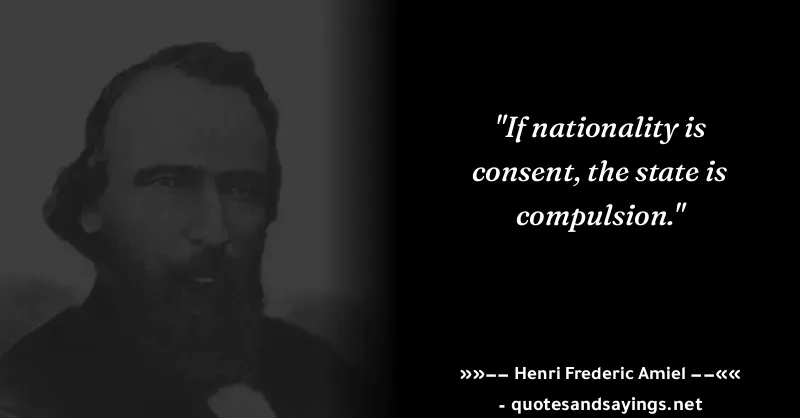 "If nationality is
consent, the state is
compulsion."
»»–– Henri Frederic Amiel ––««
- quotesandsayings.net